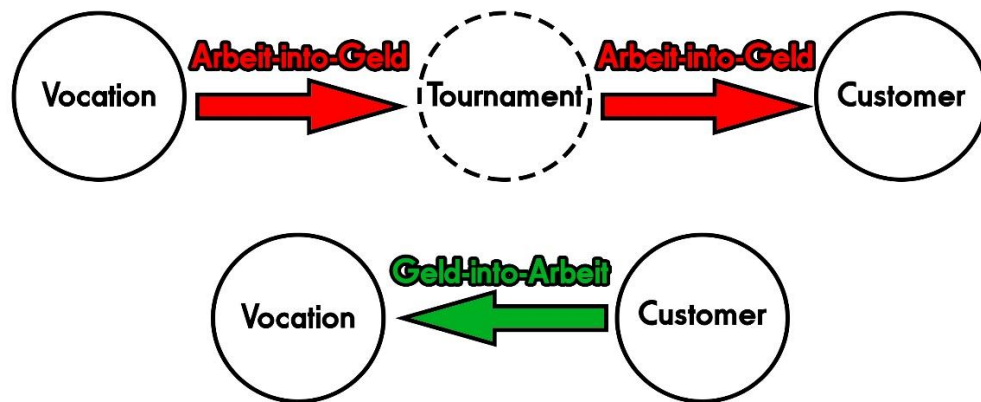 Arbeit-into-Geld
Arbeit-into-Geld
Vocation
Tournament
Customer
Geld-into-Arbeit
Vocation
Customer